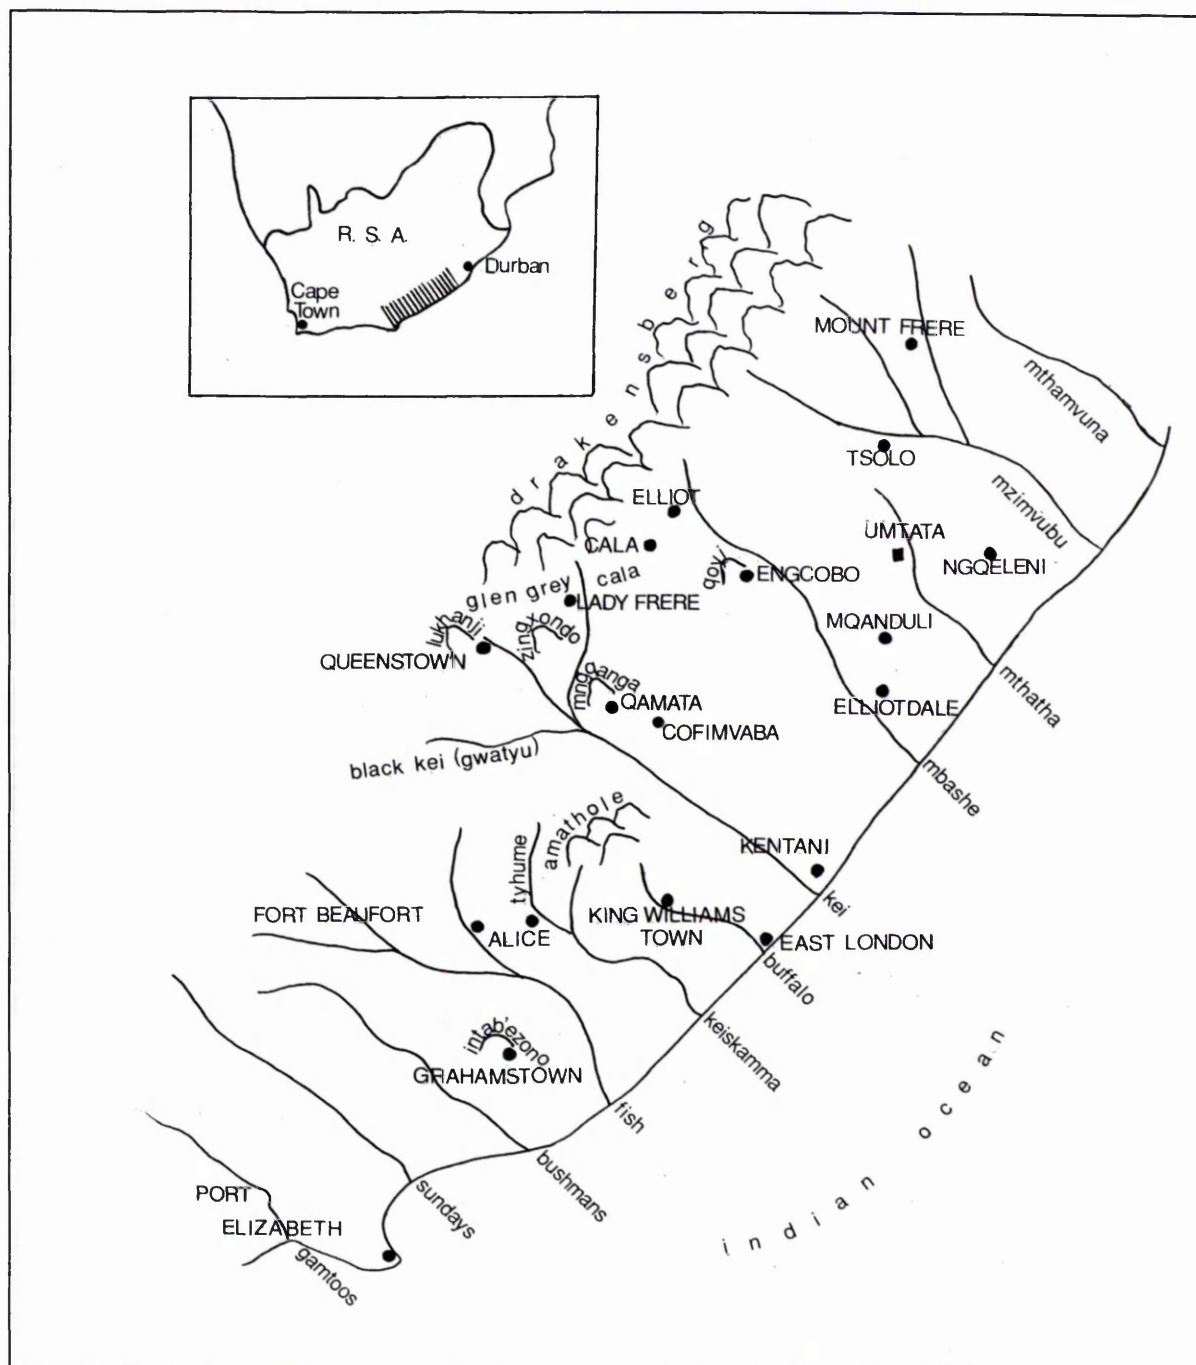 R. S. A.
Durban
Cape
Town
drakensberg
MOUNT FRERE
mthamvuna
TSOLO
mzimvubu
ELLIOT
UMTATA
CALA
NGQELENI
qoyi
ENGCOBO
cala
glen grey
LADY FRERE
lukhanji
zingxondo
MQANDULI
QUEENSTOWN
mngqanga
QAMATA
mthatha
ELLIOTDALE
COFIMVABA
black kei (gwatyu)
mbashe
amathole
tyhume
KENTANI
kei
FORT BEAUFORT
KING WILLIAMS
TOWN
ALICE
EAST LONDON
buffalo
keiskamma
intab'ezono
GRAHAMSTOWN
fish
indian ocean
bushmans
sundays
PORT
ELIZABETH
gamtoos